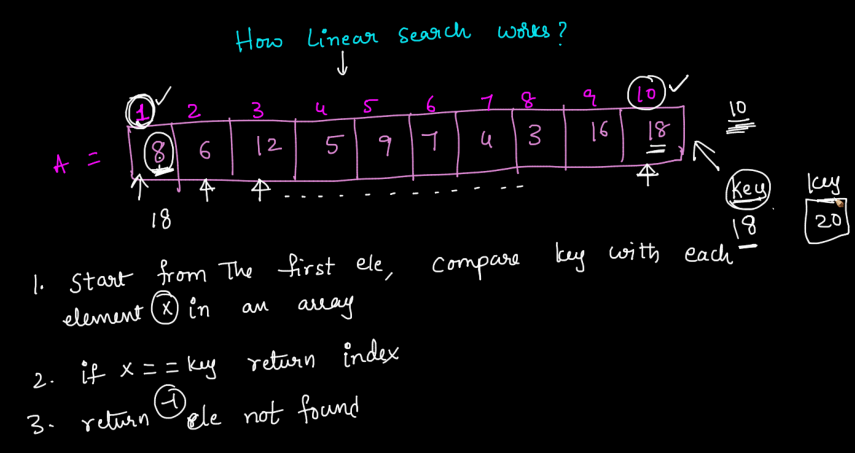 How Linear Search works?
1 2 3 4 5 6 7 8 9 10
10
A = 8 6 12 5 9 7 4 3 16 18
key key
18 18 20
1. Start from The first ele, compare key with each
element x in an array
2. if x == key return index
3. return -1 ele not found